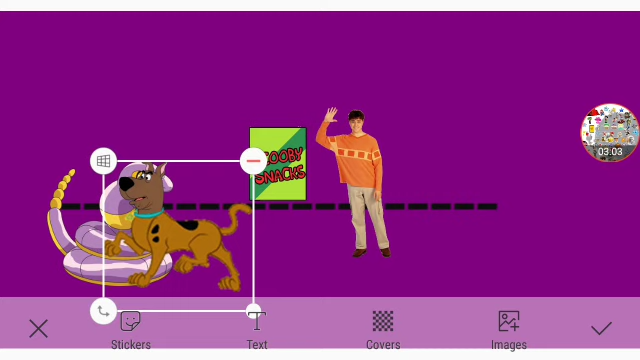 03:03
SCOOBY
SNACKS
Stickers
Text
Covers
Images